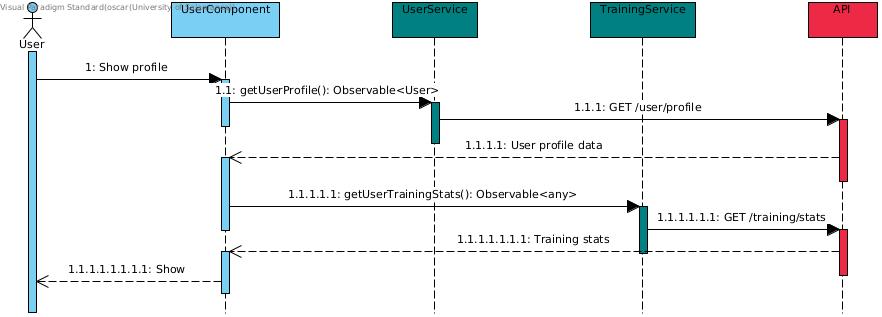 Visual Paradigm Standard(oscar(University of
UserComponent
UserService
TrainingService
API
User
1: Show profile
1.1: getUserProfile(): Observable<User>
1.1.1: GET /user/profile
1.1.1.1: User profile data
1.1.1.1.1: getUserTrainingStats(): Observable<any>
1.1.1.1.1.1: GET /training/stats
1.1.1.1.1.1.1: Training stats
1.1.1.1.1.1.1.1: Show